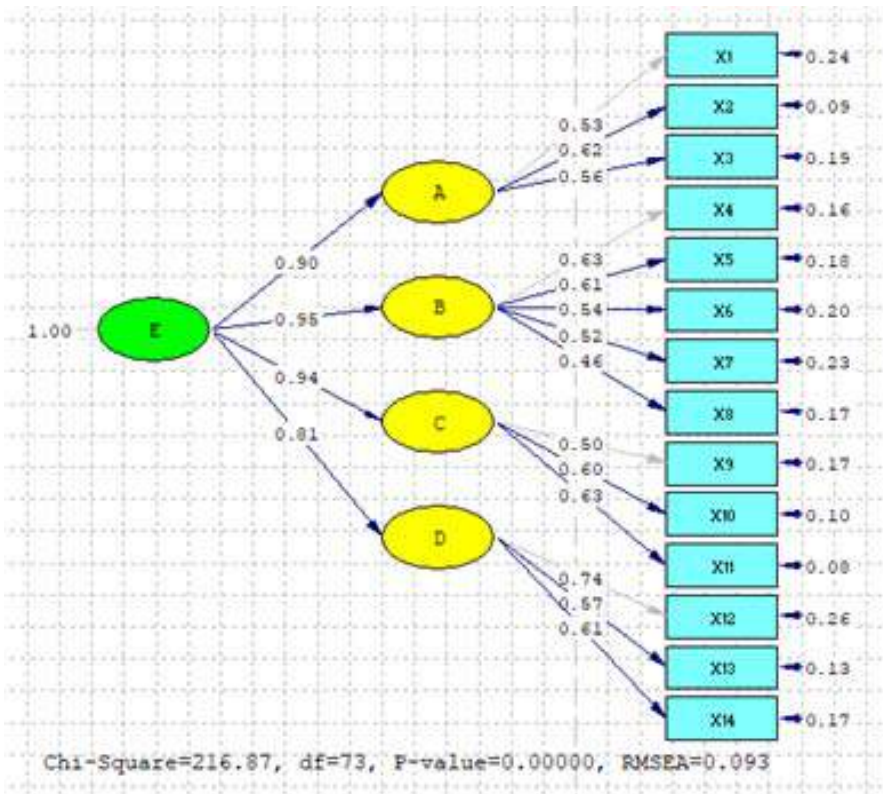 X1 0.24
0.53
X2 0.09
0.62
X3 0.19
0.56
A
X4 0.16
0.63
X5 0.18
0.61
0.90
B
X6 0.20
0.54
0.95
1.00 E
0.52
X7 0.23
0.46
0.94
X8 0.17
C
0.50
X9 0.17
0.60
0.81
0.63
X10 0.10
D
X11 0.08
0.74
0.57
X12 0.26
0.61
X13 0.13
X14 0.17
Chi-Square=216.87, df=73, P-value=0.00000, RMSEA=0.093